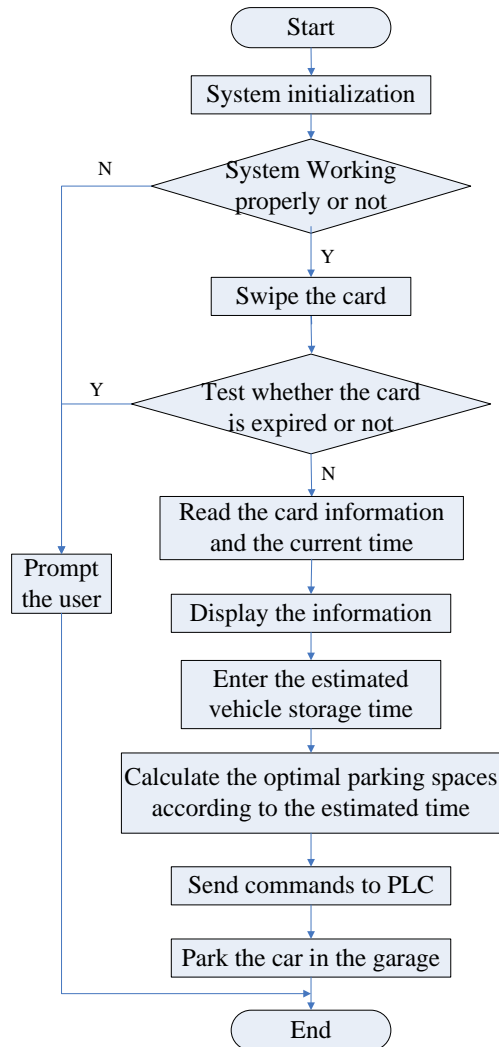 Start
System initialization
N
System Working
properly or not
Y
Swipe the card
Y
Test whether the card
is expired or not
N
Read the card information
and the current time
Prompt
the user
Display the information
Enter the estimated
vehicle storage time
Calculate the optimal parking spaces
according to the estimated time
Send commands to PLC
Park the car in the garage
End